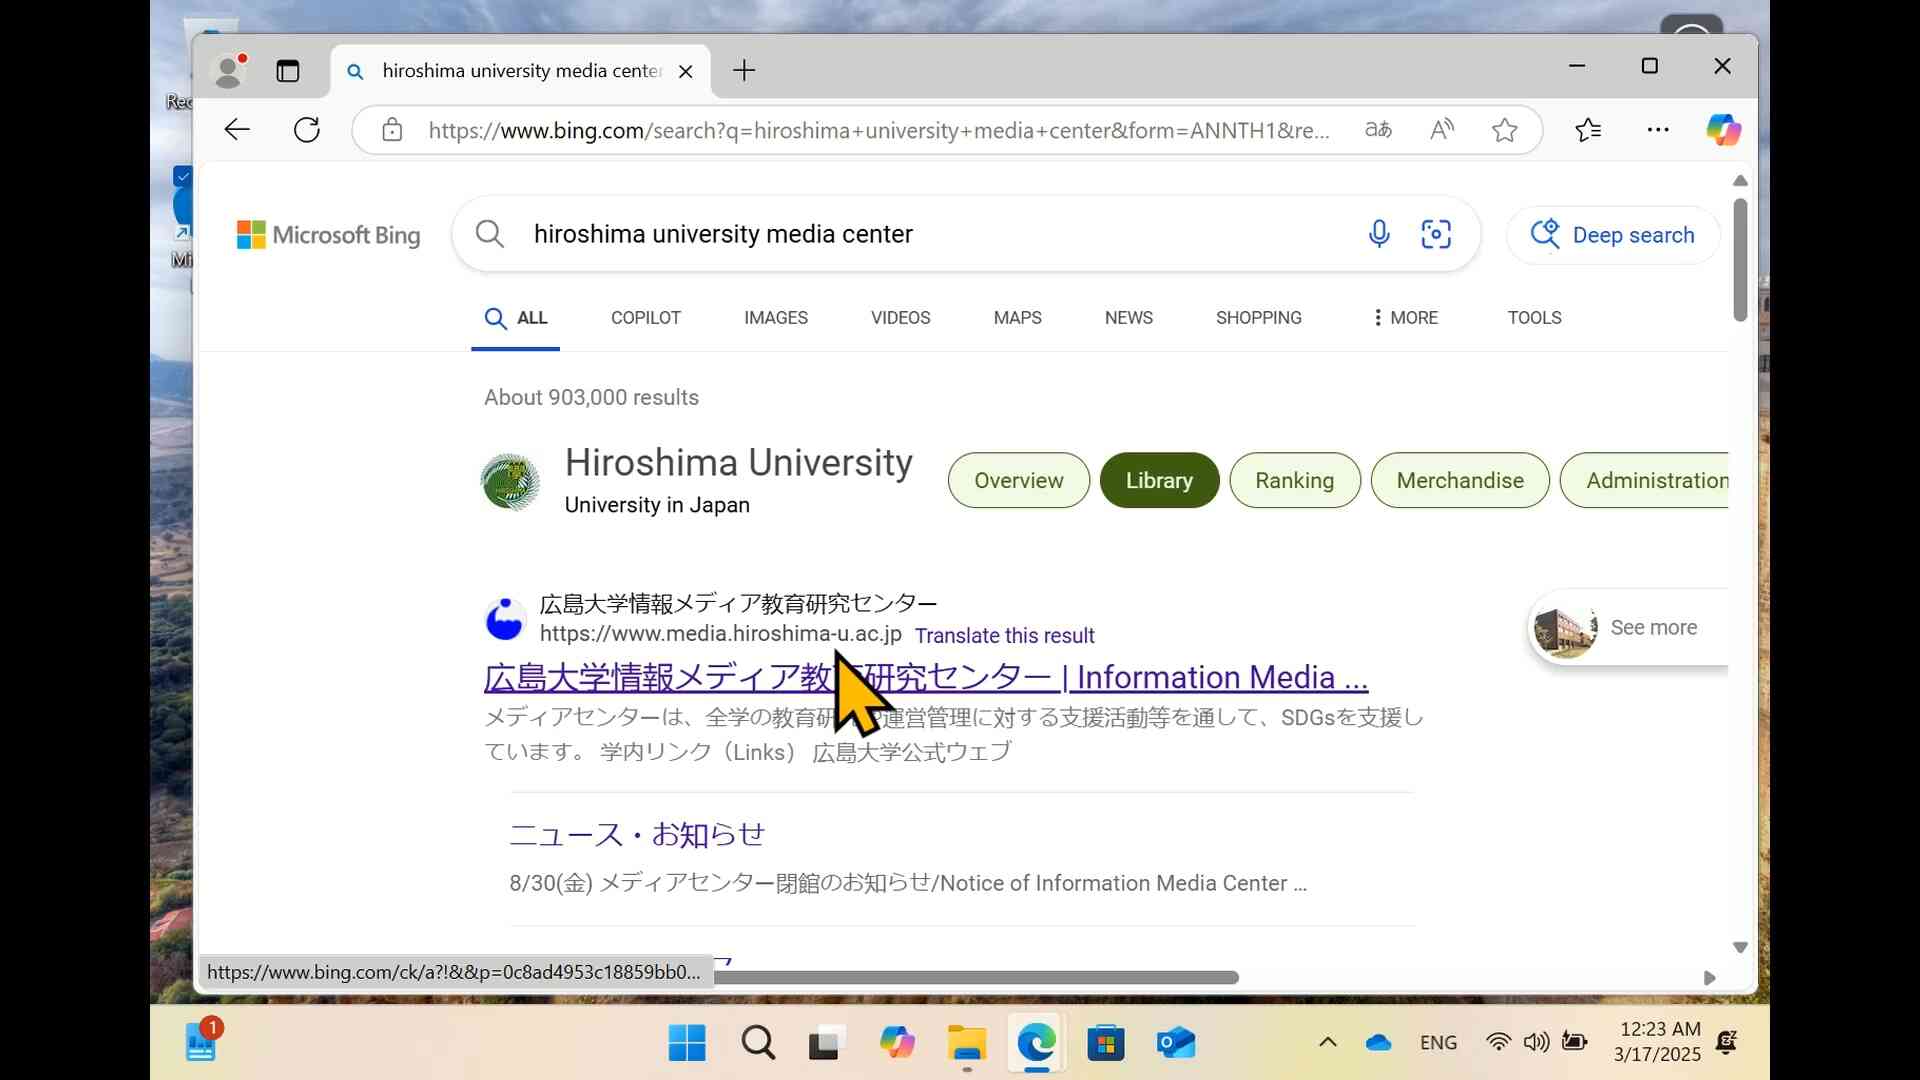 hiroshima university media center
https://www.bing.com/search?q=hiroshima+university+media+center&form=ANNTH1&re...
Microsoft Bing
hiroshima university media center
Deep search
ALL
COPILOT
IMAGES
VIDEOS
MAPS
NEWS
SHOPPING
MORE
TOOLS
About 903,000 results
Hiroshima University
University in Japan
Overview
Library
Ranking
Merchandise
Administration
広島大学情報メディア教育研究センター
https://www.media.hiroshima-u.ac.jp
Translate this result
See more
広島大学情報メディア教育研究センター | Information Media ...
メディアセンターは、全学の教育研 運営管理に対する支援活動等を通して、SDGsを支援し
ています。 学内リンク（Links） 広島大学公式ウェブ
ニュース・お知らせ
8/30(金) メディアセンター閉館のお知らせ/Notice of Information Media Center ...
https://www.bing.com/ck/a?!&&p=0c8ad4953c18859bb0...
1
ENG
12:23 AM
3/17/2025